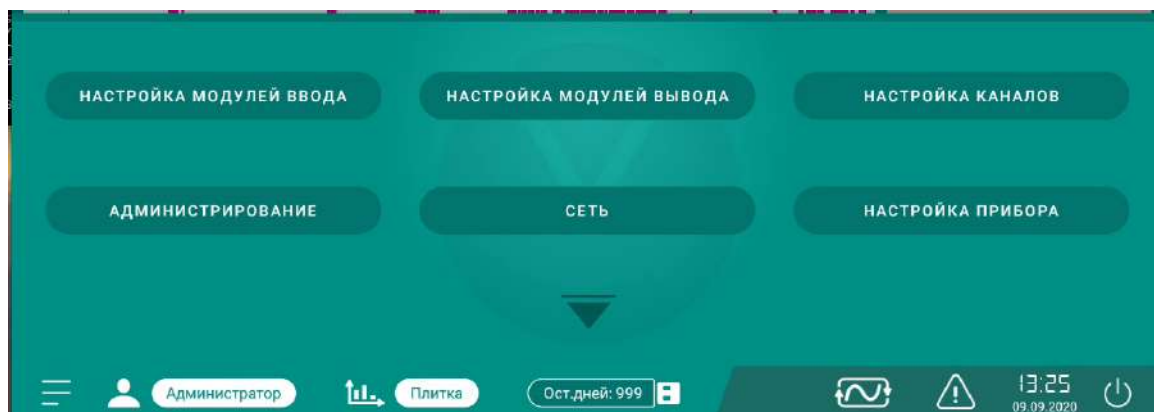 НАСТРОЙКА МОДУЛЕЙ ВВОДА
НАСТРОЙКА МОДУЛЕЙ ВЫВОДА
НАСТРОЙКА КАНАЛОВ
АДМИНИСТРИРОВАНИЕ
СЕТЬ
НАСТРОЙКА ПРИБОРА
Администратор
Плитка
Ост.дней: 999
13:25
09.09.2020